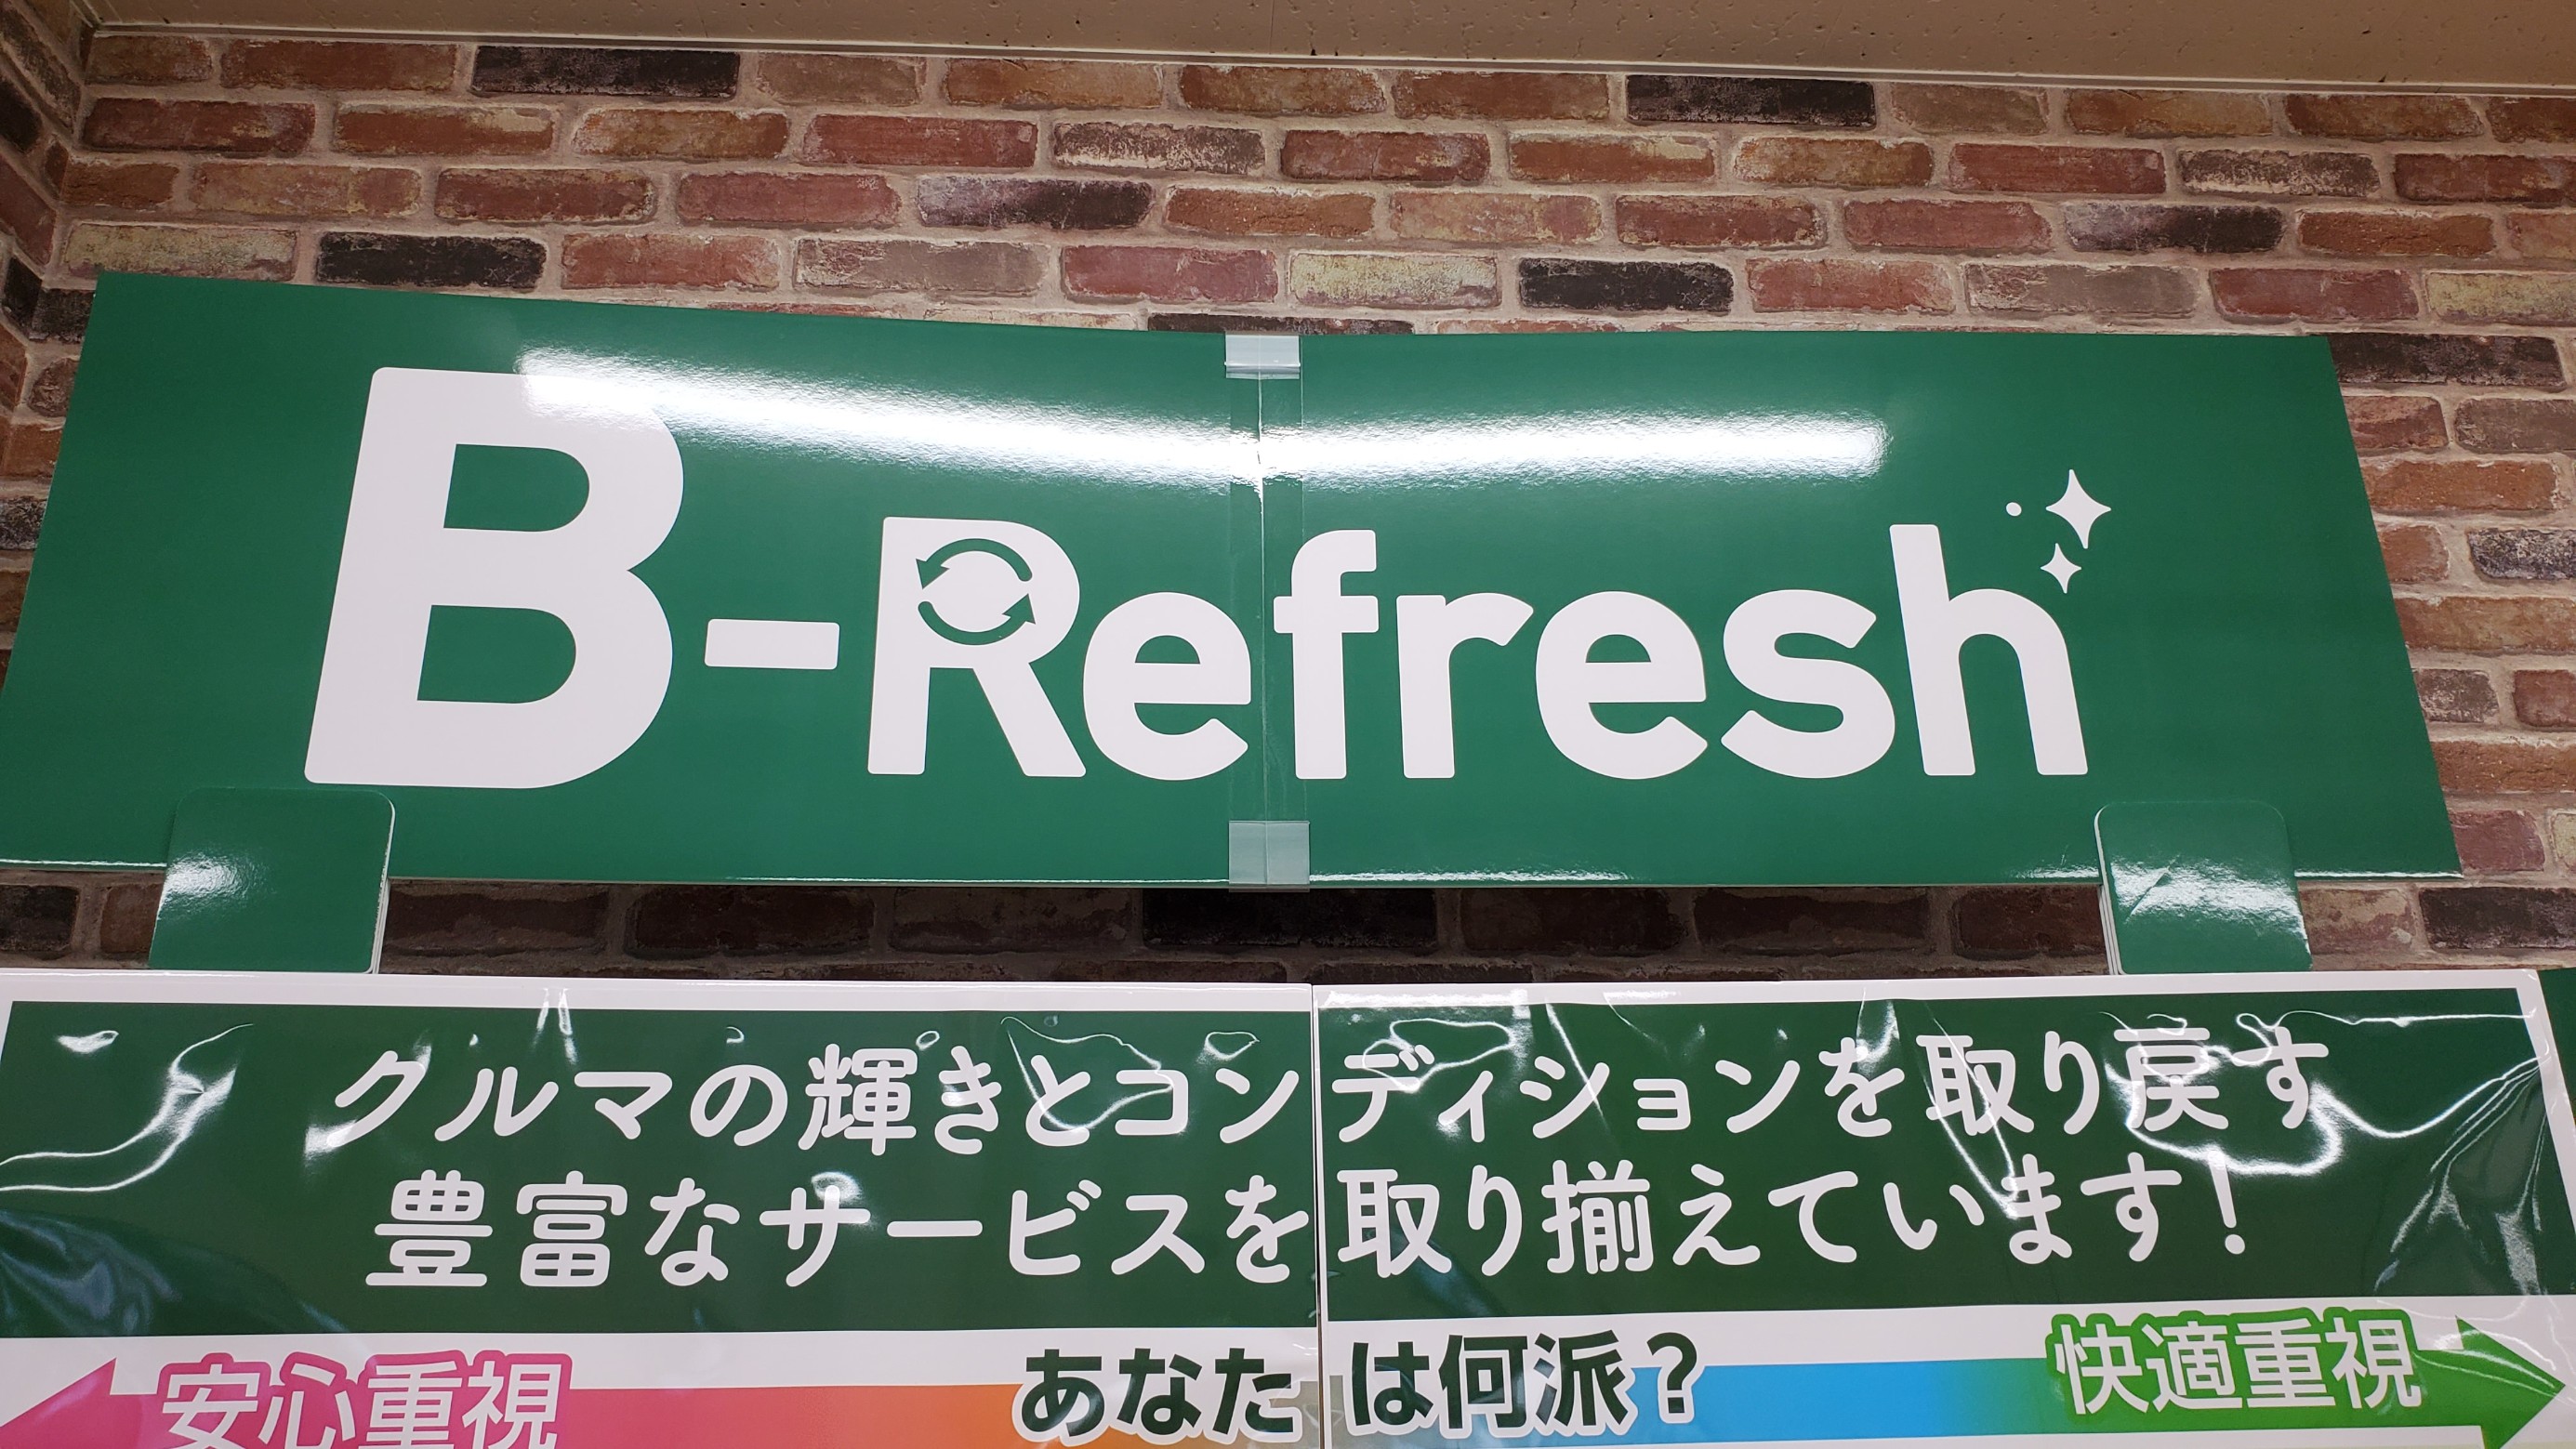 B-Refresh
クルマの輝きとコンディションを取り戻す
豊富なサービスを取り揃えています!
安心重視 あなたは何派? 快適重視